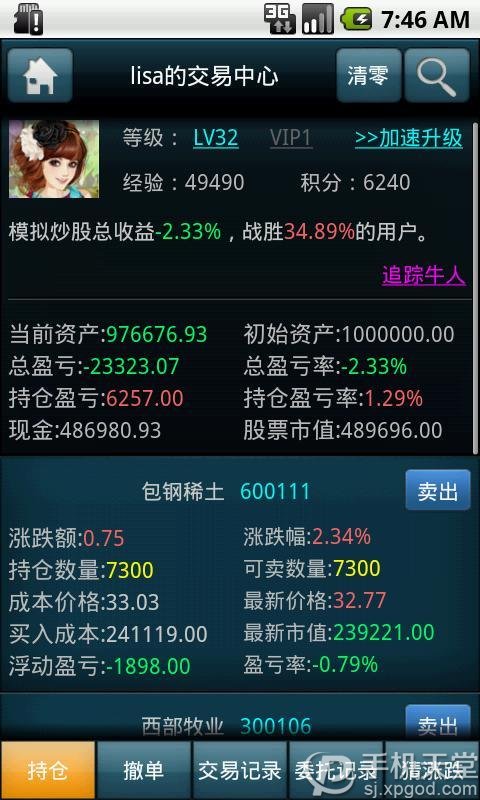 3G 7:46 AM
lisa的交易中心 清零
等级： LV32 VIP1 >>加速升级
经验：49490 积分：6240
模拟炒股总收益-2.33%，战胜34.89%的用户。
追踪牛人
当前资产:976676.93 初始资产:1000000.00
总盈亏:-23323.07 总盈亏率:-2.33%
持仓盈亏:6257.00 持仓盈亏率:1.29%
现金:486980.93 股票市值:489696.00
包钢稀土 600111 卖出
涨跌额:0.75 涨跌幅:2.34%
持仓数量:7300 可卖数量:7300
成本价格:33.03 最新价格:32.77
买入成本:241119.00 最新市值:239221.00
浮动盈亏:-1898.00 盈亏率:-0.79%
西部牧业 300106 卖出
持仓 撤单 交易记录 委托记录 猜涨跌
手机天堂
sj.xpgod.com